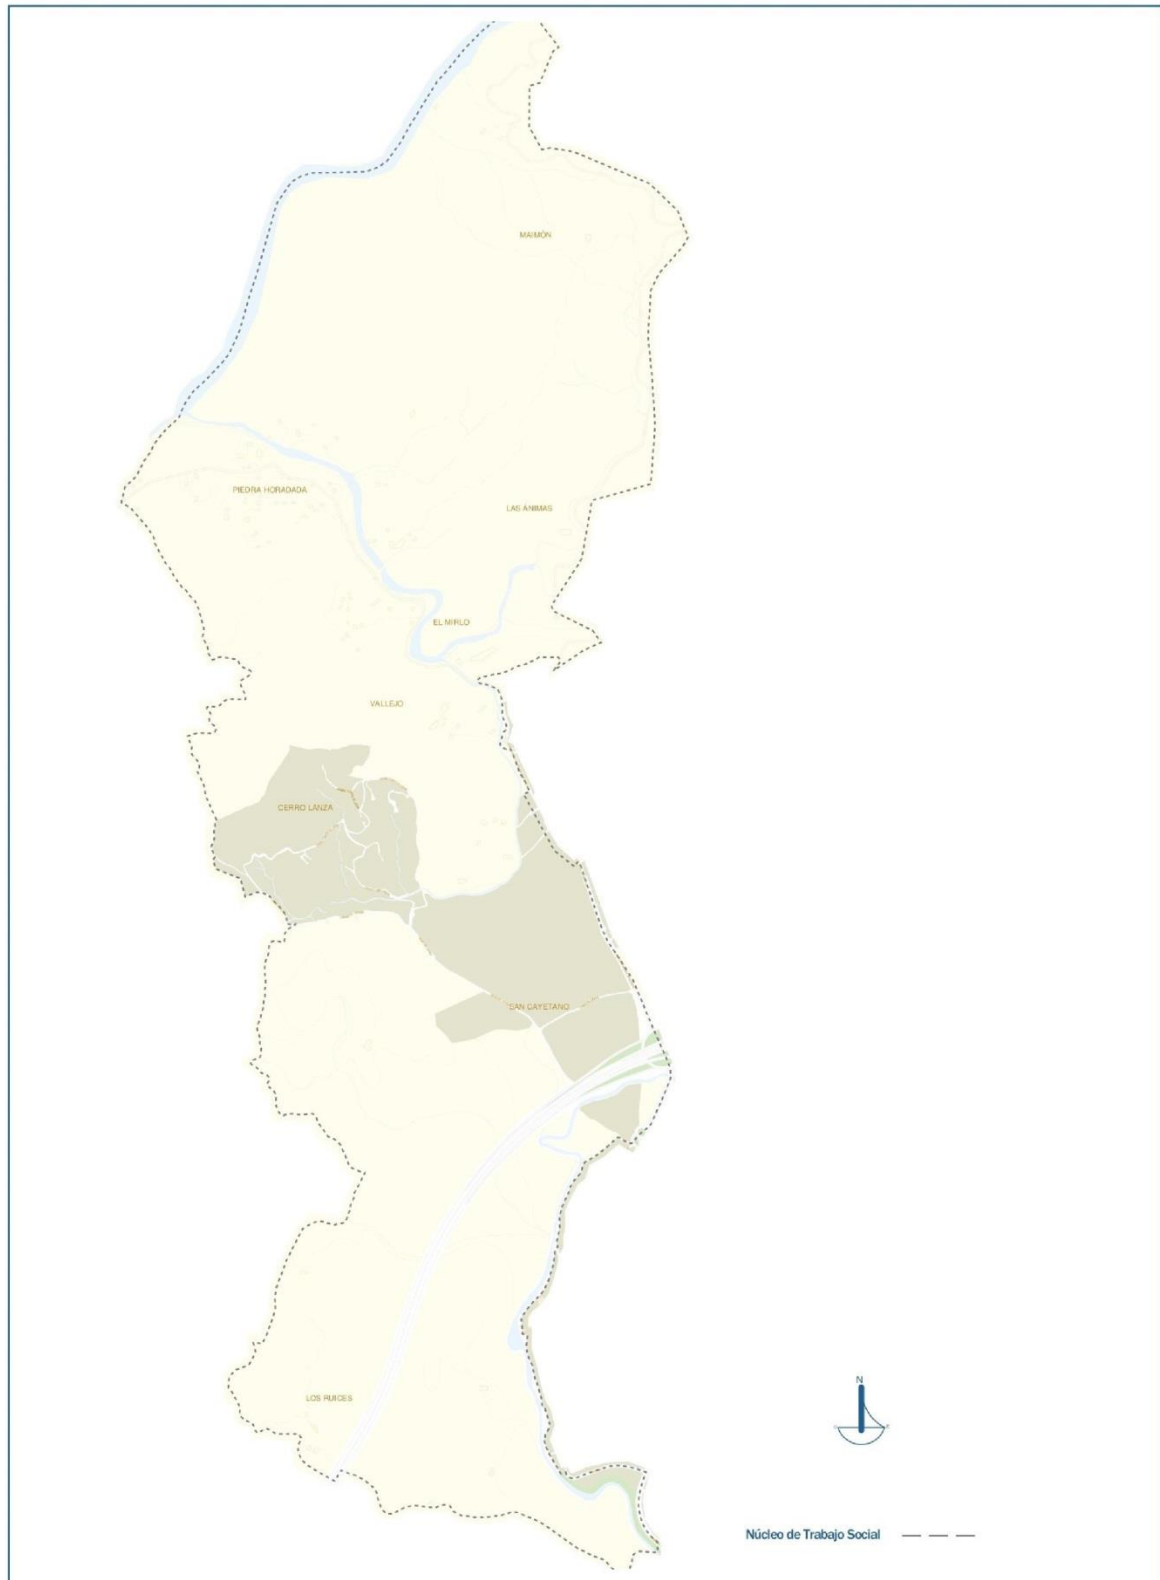 MAIMÓN
PIEDRA HORADADA
LAS ÁNIMAS
EL MIRLO
VALLEJO
CERRO LANZA
SAN CAYETANO
LOS RUICES
N
Núcleo de Trabajo Social